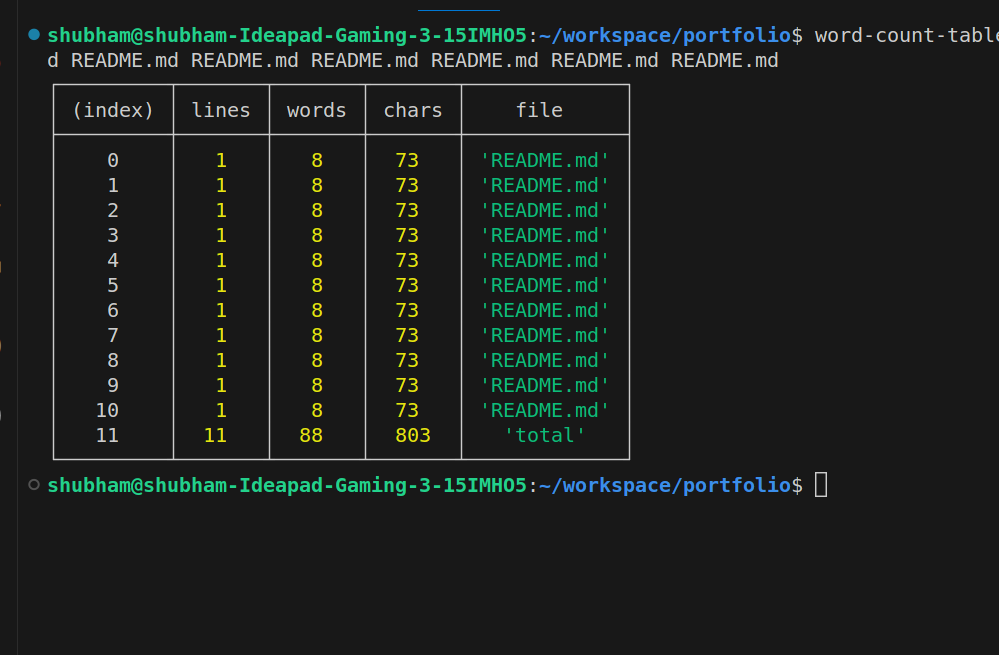 shubham@shubham-Ideapad-Gaming-3-15IMH05:~/workspace/portfolio$ word-count-table
d README.md README.md README.md README.md README.md README.md
(index) lines words chars file
0 1 8 73 'README.md'
1 1 8 73 'README.md'
2 1 8 73 'README.md'
3 1 8 73 'README.md'
4 1 8 73 'README.md'
5 1 8 73 'README.md'
6 1 8 73 'README.md'
7 1 8 73 'README.md'
8 1 8 73 'README.md'
9 1 8 73 'README.md'
10 1 8 73 'README.md'
11 11 88 803 'total'
shubham@shubham-Ideapad-Gaming-3-15IMH05:~/workspace/portfolio$